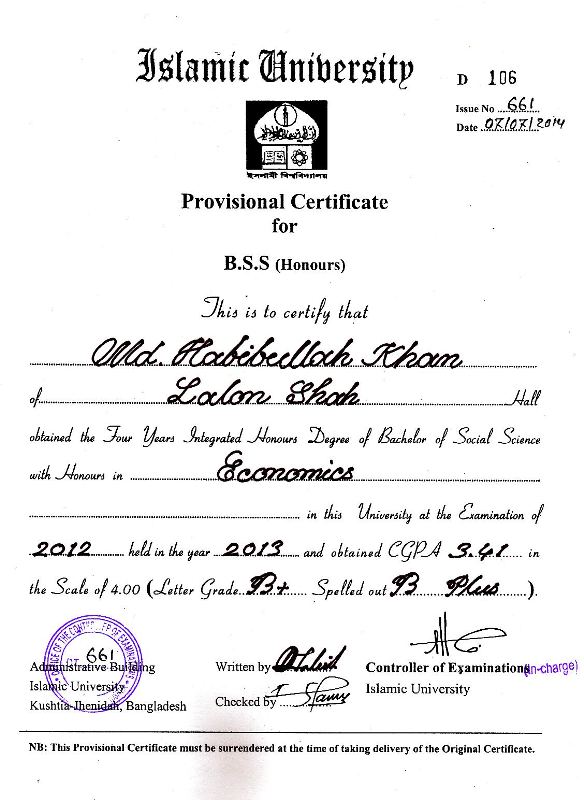 Islamic University
D 106
Issue No 661
Date 07/07/2014
ইসলামী বিশ্ববিদ্যালয়
Provisional Certificate
for
B.S.S (Honours)
This is to certify that
Md. Habibullah Khan
of Lalon Shah Hall
obtained the Four Years Integrated Honours Degree of Bachelor of Social Science
with Honours in Economics
in this University at the Examination of
2012 held in the year 2013 and obtained CGPA 3.41 in
the Scale of 4.00 (Letter Grade B+ Spelled out B Plus ).
661
Administrative Building
Islamic University
Kushtia-Jhenidah, Bangladesh
Written by
Checked by
Controller of Examinations (in-charge)
Islamic University
NB: This Provisional Certificate must be surrendered at the time of taking delivery of the Original Certificate.